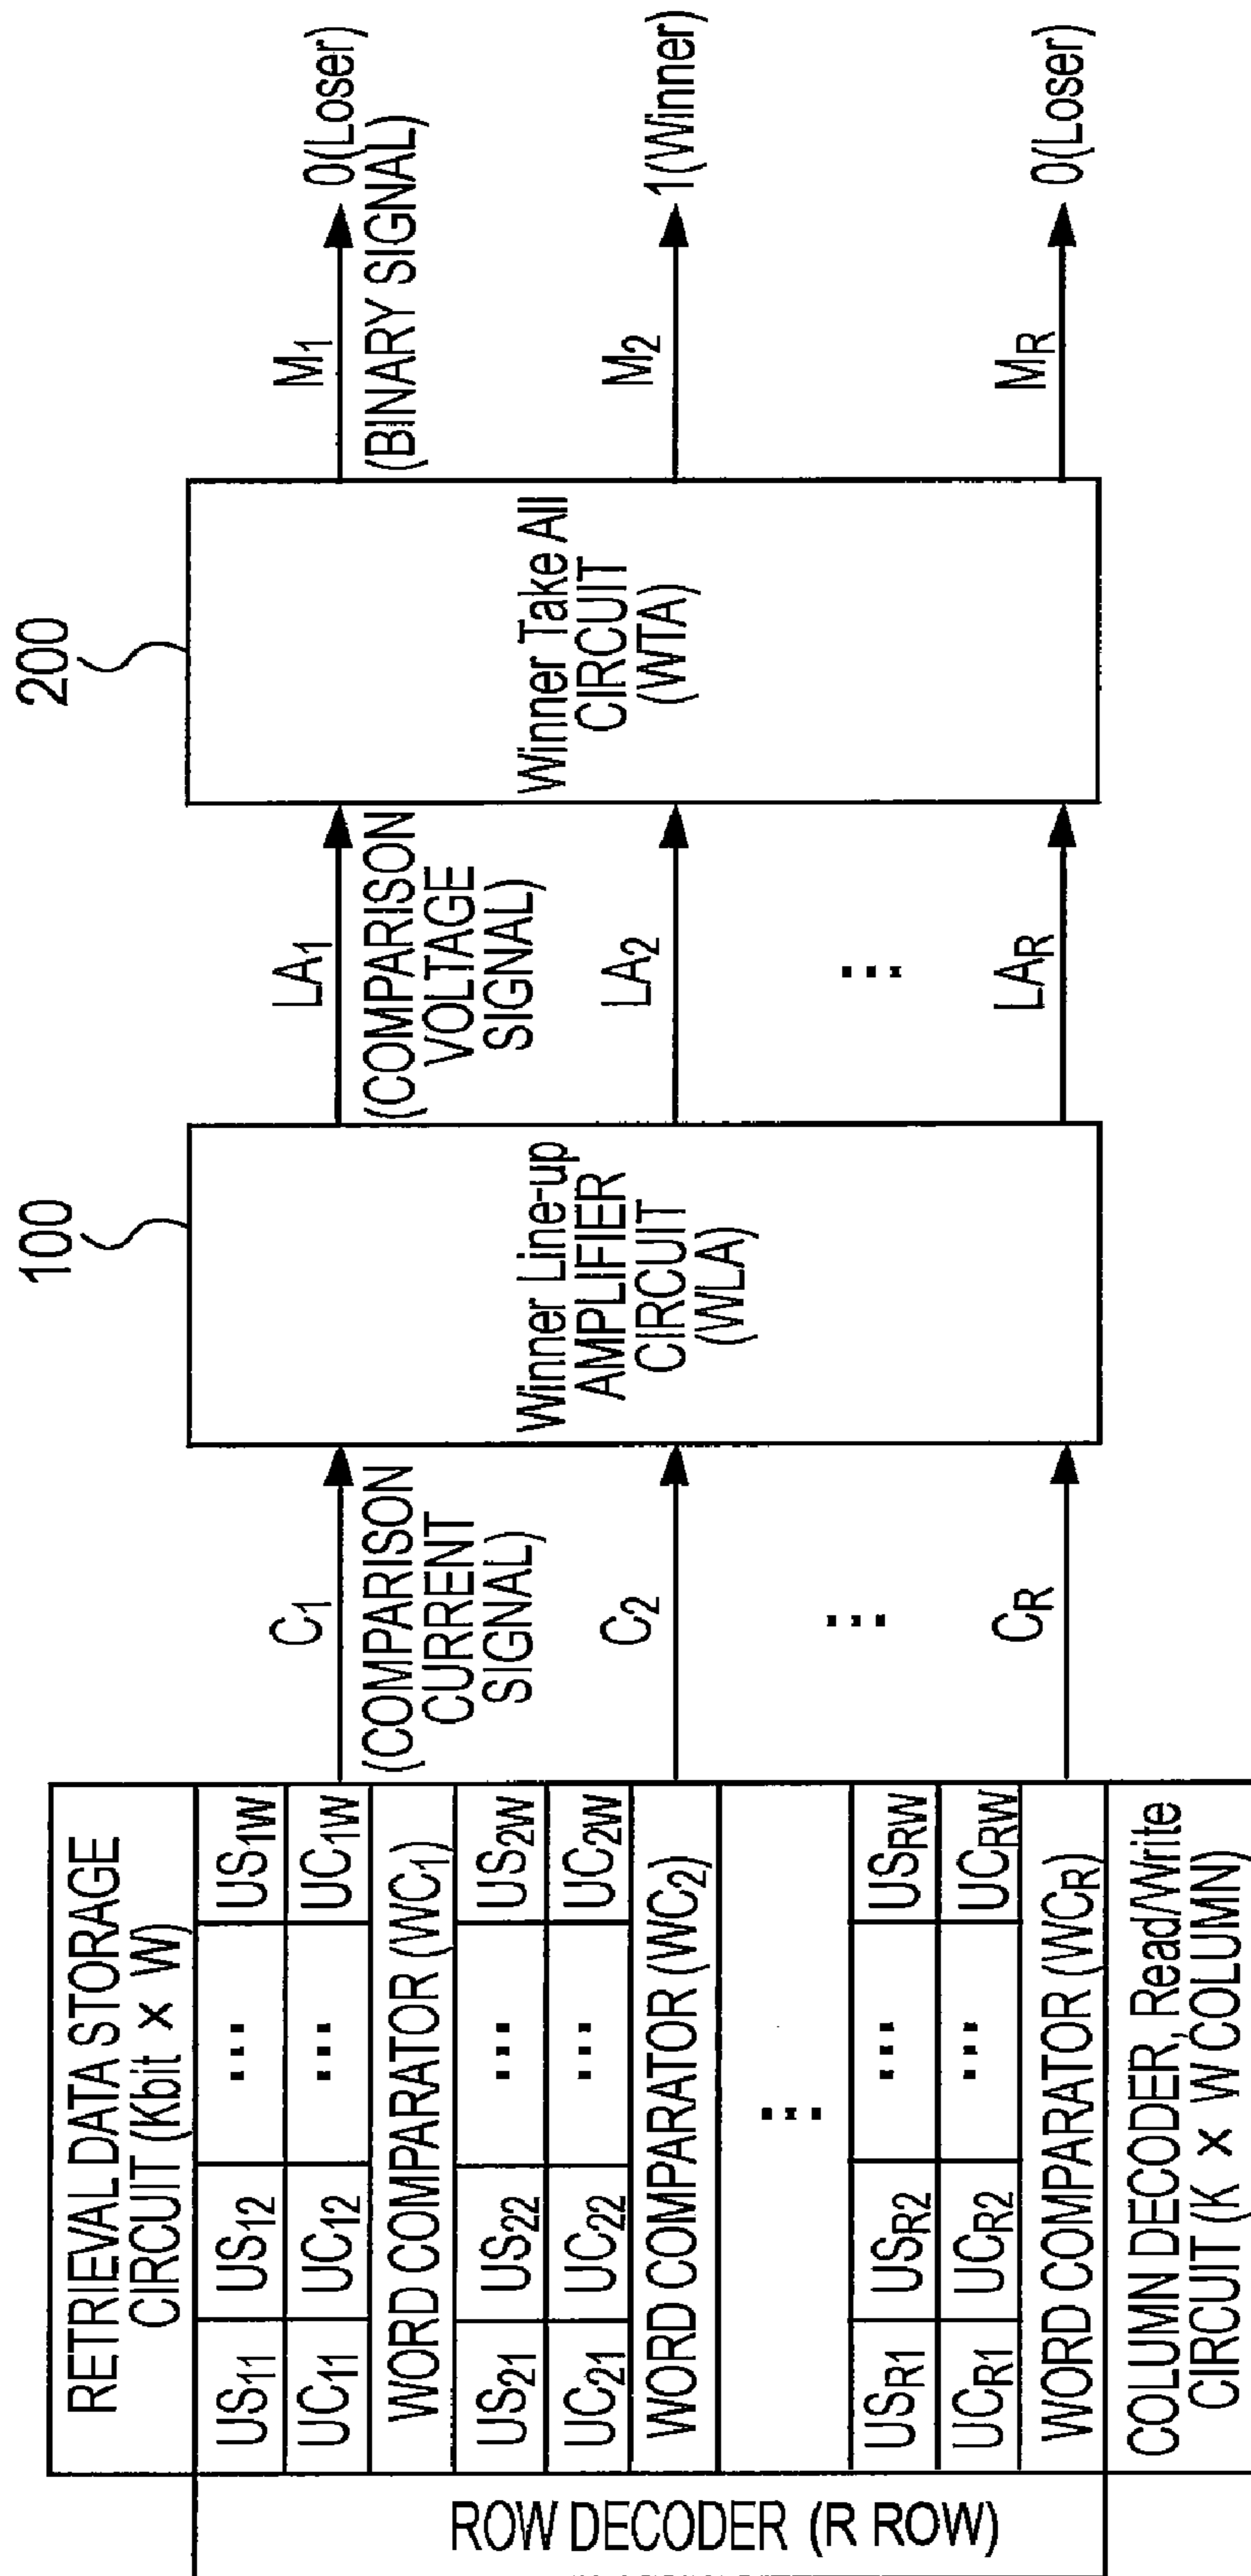 RETRIEVAL DATA STORAGE
CIRCUIT (Kbit × W)
US11 US12 ... US1W
UC11 UC12 ... UC1W
WORD COMPARATOR (WC1)
US21 US22 ... US2W
UC21 UC22 ... UC2W
WORD COMPARATOR (WC2)
...
USR1 USR2 ... USRW
UCR1 UCR2 ... UCRW
WORD COMPARATOR (WCR)
COLUMN DECODER, Read/Write
CIRCUIT (K × W COLUMN)
ROW DECODER (R ROW)
C1
(COMPARISON
CURRENT
SIGNAL)
C2
...
CR
100
Winner Line-up
AMPLIFIER
CIRCUIT
(WLA)
LA1
(COMPARISON
VOLTAGE
SIGNAL)
LA2
...
LAR
200
Winner Take All
CIRCUIT
(WTA)
M1
0(Loser)
(BINARY SIGNAL)
M2
1(Winner)
MR
0(Loser)